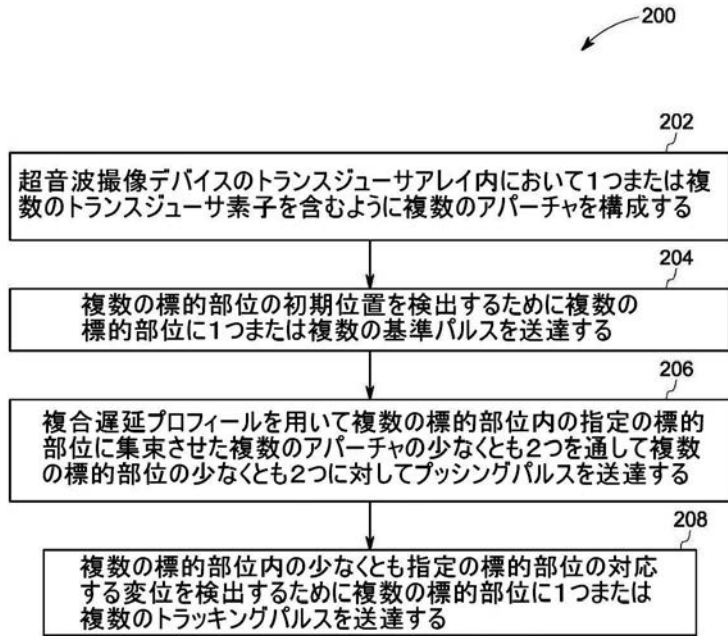 200
202
超音波撮像デバイスのトランスジューサアレイ内において1つまたは複
数のトランスジューサ素子を含むように複数のアパーチャを構成する
204
複数の標的部位の初期位置を検出するために複数の
標的部位に1つまたは複数の基準パルスを送達する
206
複合遅延プロフィールを用いて複数の標的部位内の指定の標的
部位に集束させた複数のアパーチャの少なくとも2つを通して複数
の標的部位の少なくとも2つに対してプッシングパルスを送達する
208
複数の標的部位内の少なくとも指定の標的部位の対応
する変位を検出するために複数の標的部位に1つまたは
複数のトラッキングパルスを送達する